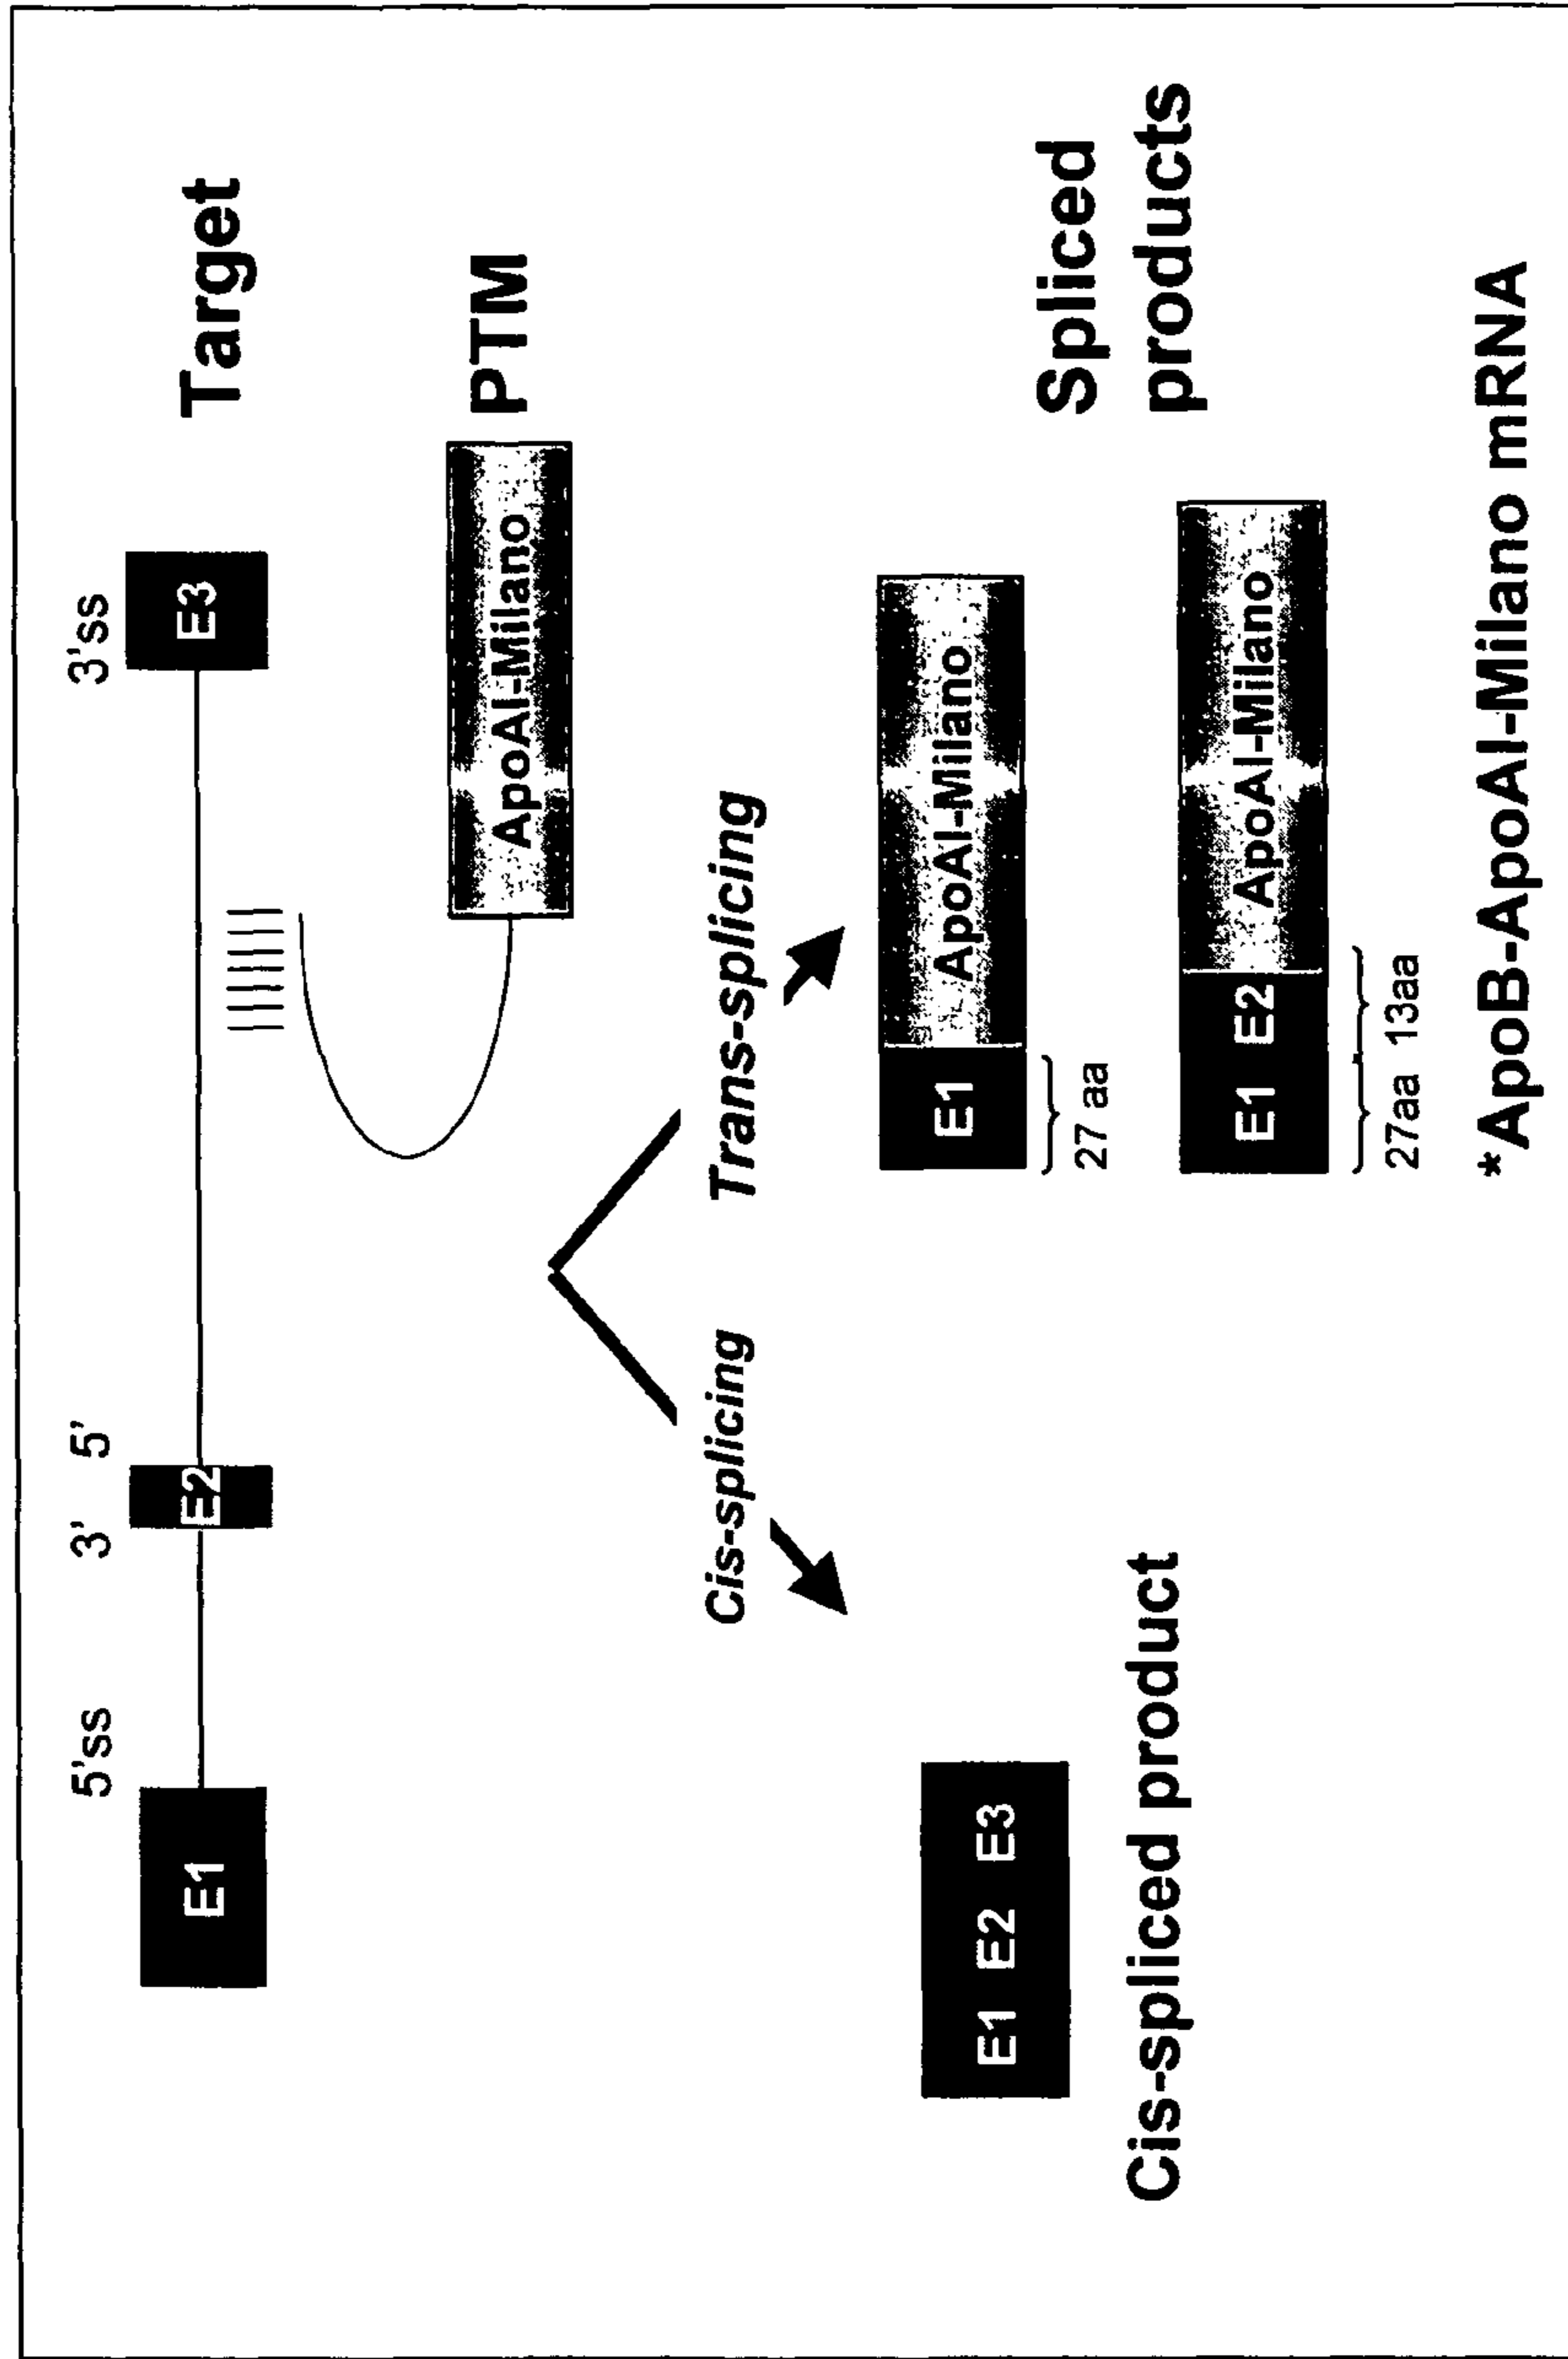 5'ss 3' 5' 3'ss
E1 E2 E3 Target
ApoAI-Milano PTM
Cis-splicing Trans-splicing
E1 E2 E3
Cis-spliced product
E1 ApoAI-Milano
27 aa
Spliced
products
E1 E2 ApoAI-Milano
27aa 13aa
*ApoB-ApoAI-Milano mRNA